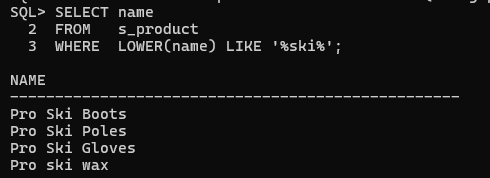 SQL> SELECT name
  2  FROM   s_product
  3  WHERE  LOWER(name) LIKE '%ski%';
NAME
--------------------------------------------------
Pro Ski Boots
Pro Ski Poles
Pro Ski Gloves
Pro ski wax